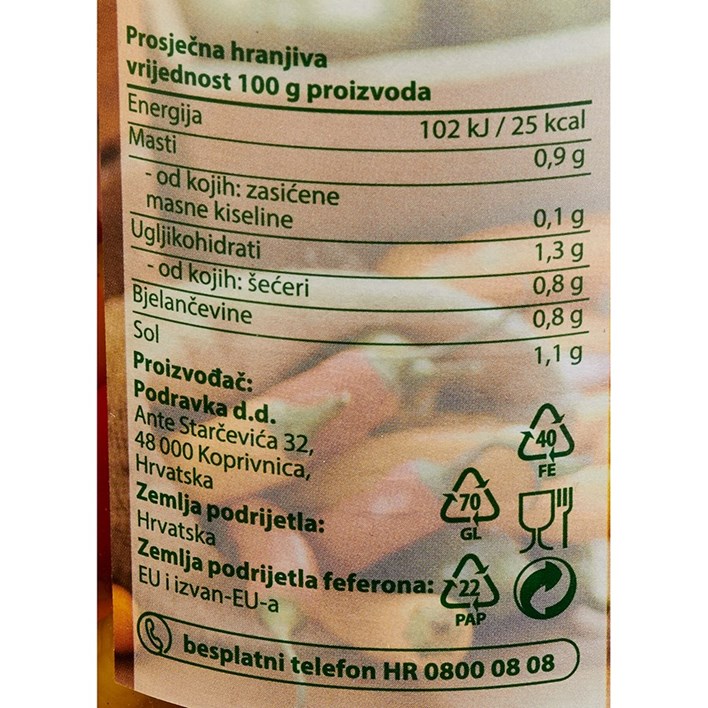 Prosječna hranjiva
vrijednost 100 g proizvoda
Energija 102 kJ / 25 kcal
Masti 0,9 g
- od kojih: zasićene
masne kiseline 0,1 g
Ugljikohidrati 1,3 g
- od kojih: šećeri 0,8 g
Bjelančevine 0,8 g
Sol 1,1 g
Proizvođač:
Podravka d.d.
Ante Starčevića 32,
48 000 Koprivnica,
Hrvatska
Zemlja podrijetla:
Hrvatska
Zemlja podrijetla feferona:
EU i izvan-EU-a
40
FE
70
GL
22
PAP
besplatni telefon HR 0800 08 08